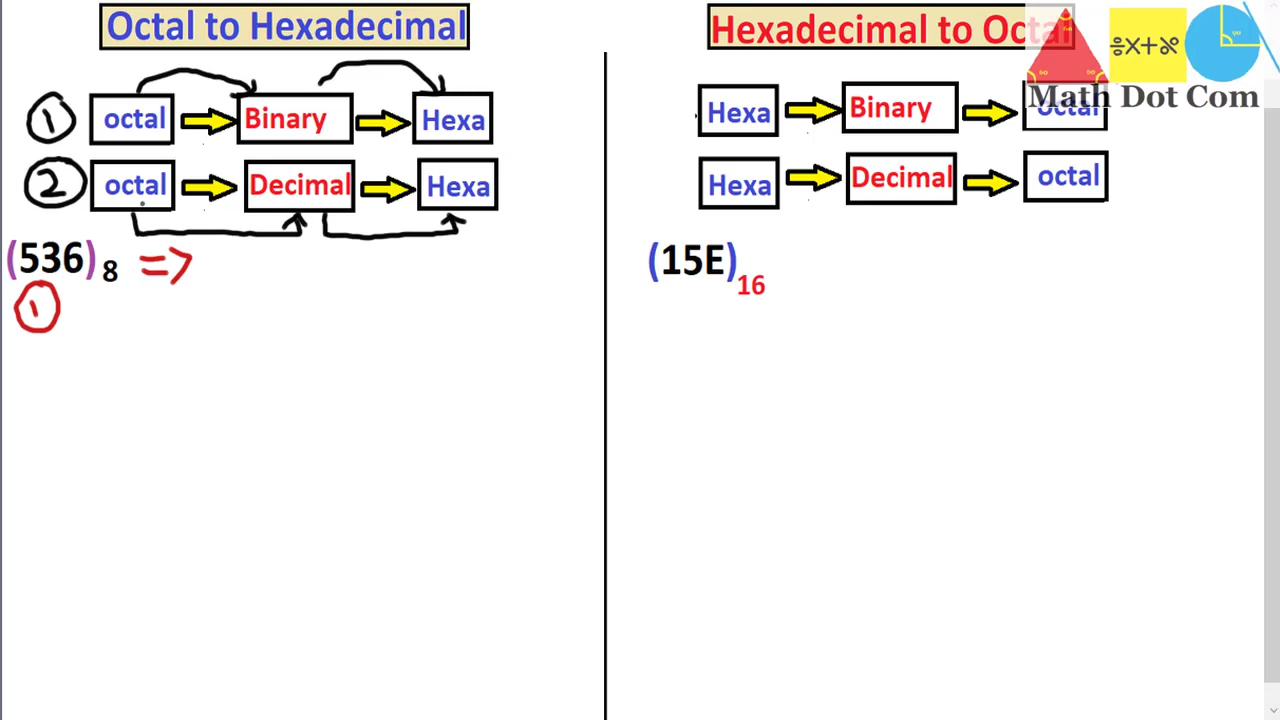 Octal to Hexadecimal
1 octal Binary Hexa
2 octal Decimal Hexa
(536)8 =>
1
Hexadecimal to Octal
÷×+
Math Dot Com
Hexa Binary octal
Hexa Decimal octal
(15E)16